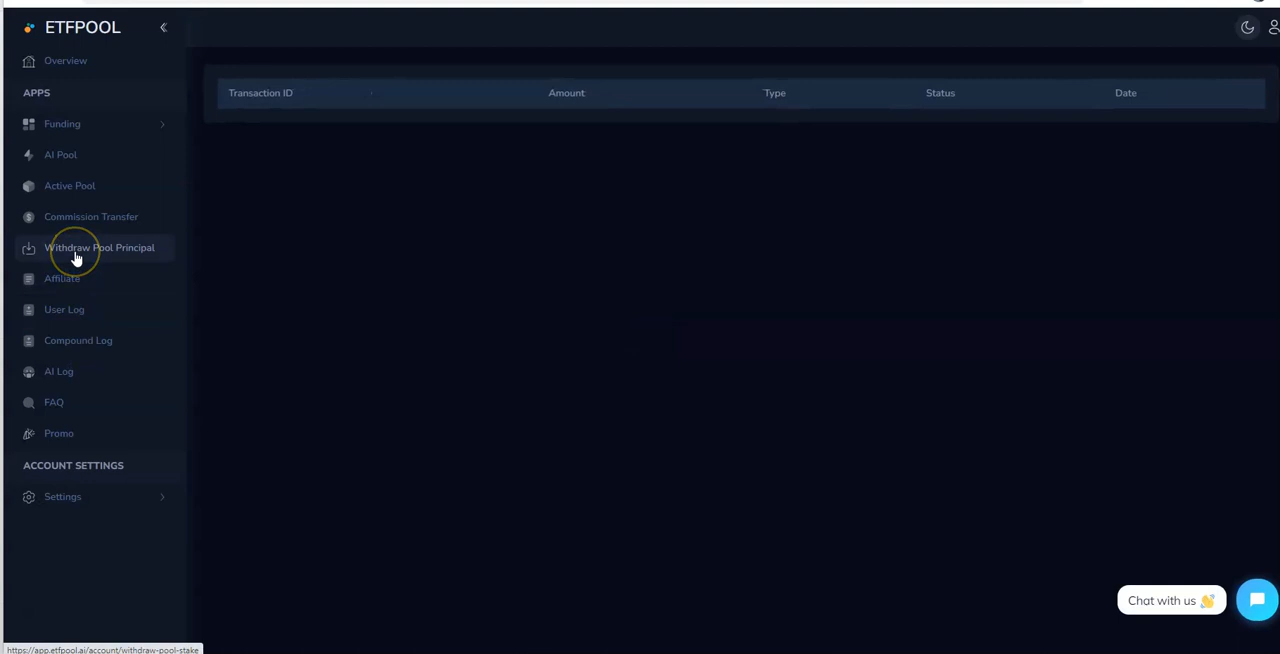 ETFPOOL
Overview
APPS
Funding
AI Pool
Active Pool
Commission Transfer
Withdraw Pool Principal
Affiliate
User Log
Compound Log
AI Log
FAQ
Promo
ACCOUNT SETTINGS
Settings
Transaction ID Amount Type Status Date
Chat with us 👋
https://app.etfpool.ai/account/withdraw-pool-stake